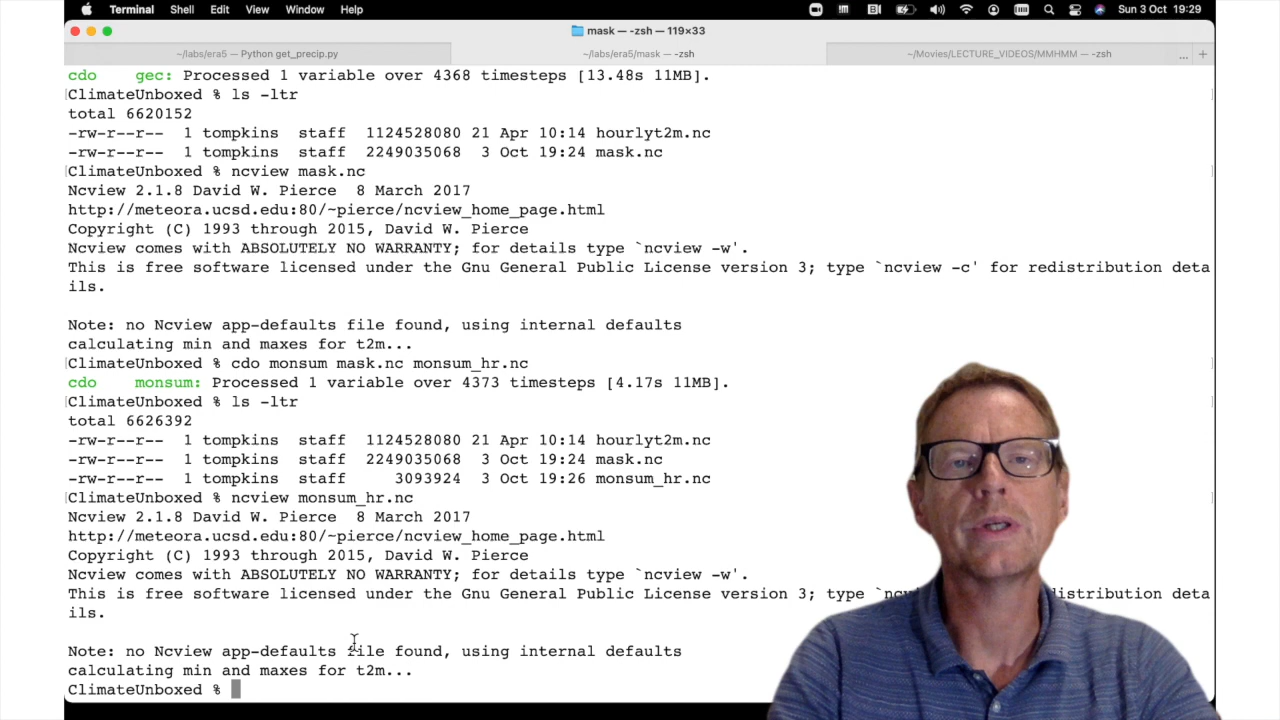 Terminal Shell Edit View Window Help Sun 3 Oct 19:29
mask — -zsh — 119×33
~/labs/era5 — Python get_precip.py ~/labs/era5/mask — -zsh ~/Movies/LECTURE_VIDEOS/MMHMM — -zsh ... +
cdo    gec: Processed 1 variable over 4368 timesteps [13.48s 11MB].
ClimateUnboxed % ls -ltr
total 6620152
-rw-r--r--  1 tompkins  staff  1124528080 21 Apr 10:14 hourlyt2m.nc
-rw-r--r--  1 tompkins  staff  2249035068  3 Oct 19:24 mask.nc
ClimateUnboxed % ncview mask.nc
Ncview 2.1.8 David W. Pierce  8 March 2017
http://meteora.ucsd.edu:80/~pierce/ncview_home_page.html
Copyright (C) 1993 through 2015, David W. Pierce
Ncview comes with ABSOLUTELY NO WARRANTY; for details type `ncview -w'.
This is free software licensed under the Gnu General Public License version 3; type `ncview -c' for redistribution deta
ils.
Note: no Ncview app-defaults file found, using internal defaults
calculating min and maxes for t2m...
ClimateUnboxed % cdo monsum mask.nc monsum_hr.nc
cdo    monsum: Processed 1 variable over 4373 timesteps [4.17s 11MB].
ClimateUnboxed % ls -ltr
total 6626392
-rw-r--r--  1 tompkins  staff  1124528080 21 Apr 10:14 hourlyt2m.nc
-rw-r--r--  1 tompkins  staff  2249035068  3 Oct 19:24 mask.nc
-rw-r--r--  1 tompkins  staff     3093924  3 Oct 19:26 monsum_hr.nc
ClimateUnboxed % ncview monsum_hr.nc
Ncview 2.1.8 David W. Pierce  8 March 2017
http://meteora.ucsd.edu:80/~pierce/ncview_home_page.html
Copyright (C) 1993 through 2015, David W. Pierce
Ncview comes with ABSOLUTELY NO WARRANTY; for details type `ncview -w'.
This is free software licensed under the Gnu General Public License version 3; type `ncv istribution deta
ils.
Note: no Ncview app-defaults file found, using internal defaults
calculating min and maxes for t2m...
ClimateUnboxed %